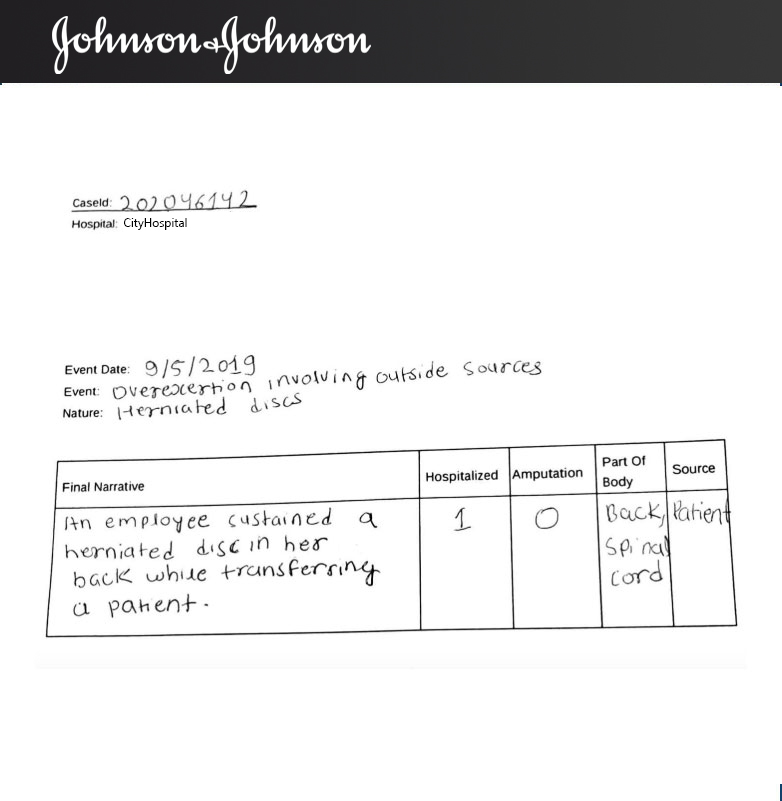 Johnson&Johnson
CaseId: 202046142
Hospital: CityHospital
Event Date: 9/5/2019
Event: Overexertion involving outside sources
Nature: Herniated discs
Final Narrative Hospitalized Amputation Part Of Body Source
An employee sustained a 1 0 Back, Patient
herniated disc in her Spinal
back while transferring cord
a patient.